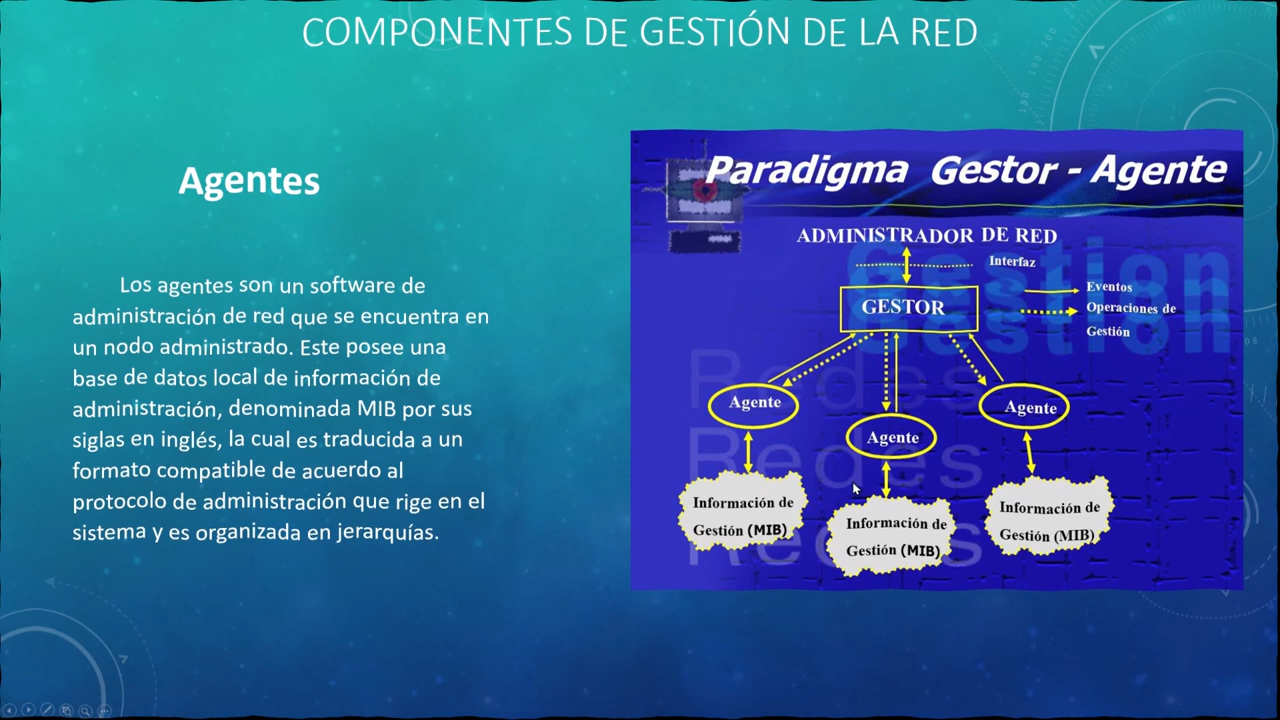 COMPONENTES DE GESTIÓN DE LA RED
Agentes
Los agentes son un software de
administración de red que se encuentra en
un nodo administrado. Este posee una
base de datos local de información de
administración, denominada MIB por sus
siglas en inglés, la cual es traducida a un
formato compatible de acuerdo al
protocolo de administración que rige en el
sistema y es organizada en jerarquías.
Paradigma Gestor - Agente
ADMINISTRADOR DE RED
Interfaz
GESTOR
Eventos
Operaciones de
Gestión
Agente
Agente
Agente
Información de
Gestión (MIB)
Información de
Gestión (MIB)
Información de
Gestión (MIB)
Gestion
Redes
Redes
Redes